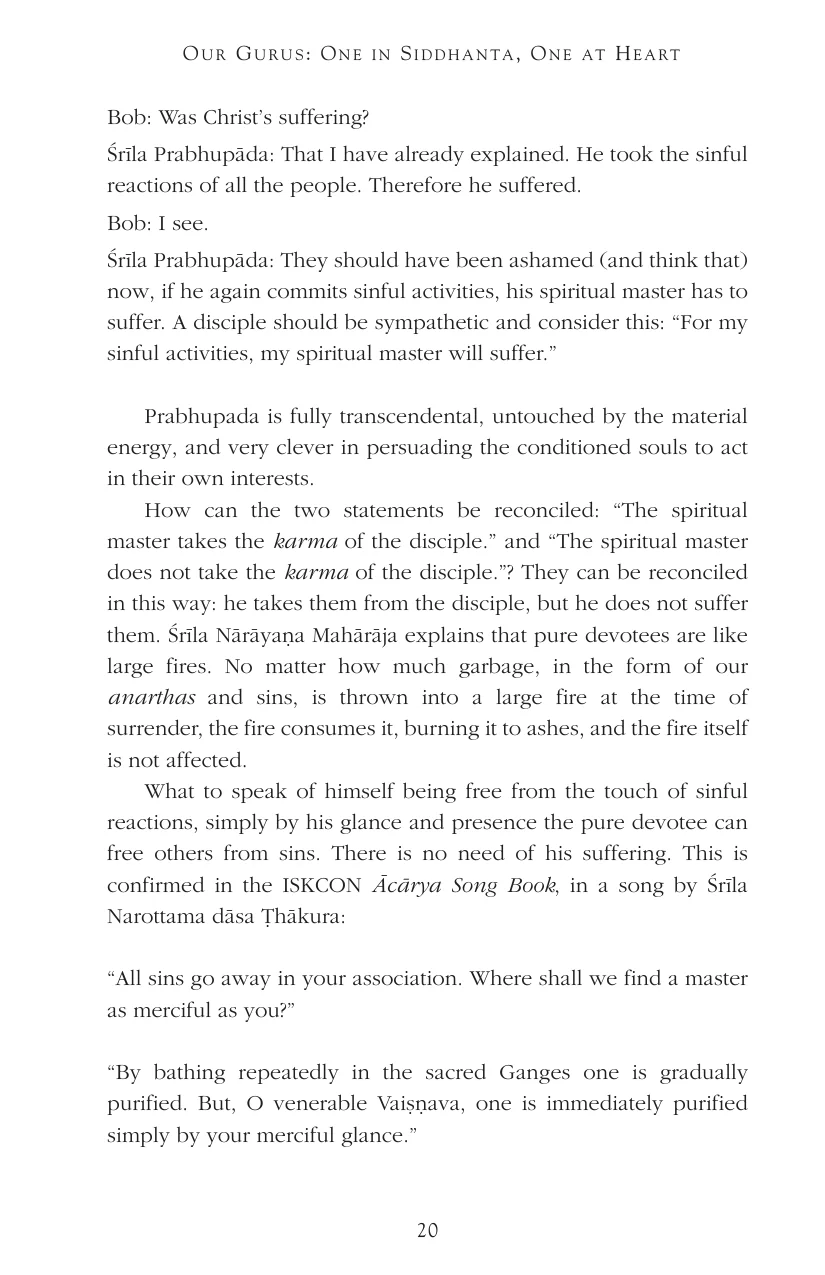 OUR GURUS: ONE IN SIDDHANTA, ONE AT HEART
Bob: Was Christ’s suffering?
Śrīla Prabhupāda: That I have already explained. He took the sinful
reactions of all the people. Therefore he suffered.
Bob: I see.
Śrīla Prabhupāda: They should have been ashamed (and think that)
now, if he again commits sinful activities, his spiritual master has to
suffer. A disciple should be sympathetic and consider this: “For my
sinful activities, my spiritual master will suffer.”
Prabhupada is fully transcendental, untouched by the material
energy, and very clever in persuading the conditioned souls to act
in their own interests.
How can the two statements be reconciled: “The spiritual
master takes the karma of the disciple.” and “The spiritual master
does not take the karma of the disciple.”? They can be reconciled
in this way: he takes them from the disciple, but he does not suffer
them. Śrīla Nārāyaṇa Mahārāja explains that pure devotees are like
large fires. No matter how much garbage, in the form of our
anarthas and sins, is thrown into a large fire at the time of
surrender, the fire consumes it, burning it to ashes, and the fire itself
is not affected.
What to speak of himself being free from the touch of sinful
reactions, simply by his glance and presence the pure devotee can
free others from sins. There is no need of his suffering. This is
confirmed in the ISKCON Ācārya Song Book, in a song by Śrīla
Narottama dāsa Ṭhākura:
“All sins go away in your association. Where shall we find a master
as merciful as you?”
“By bathing repeatedly in the sacred Ganges one is gradually
purified. But, O venerable Vaiṣṇava, one is immediately purified
simply by your merciful glance.”
20